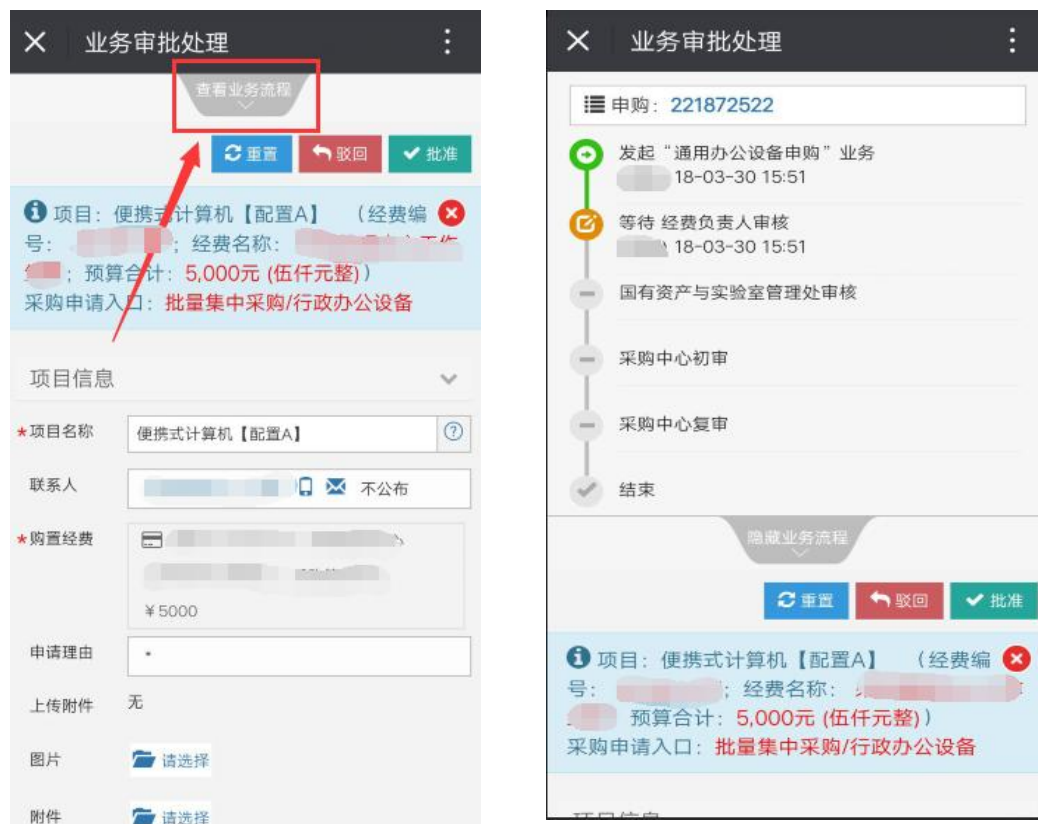 业务审批处理
查看业务流程
重置 驳回 批准
项目：便携式计算机【配置A】 （经费编
号： ；经费名称：
；预算合计：5,000元 (伍仟元整)）
采购申请入口：批量集中采购/行政办公设备
项目信息
*项目名称 便携式计算机【配置A】
联系人 不公布
*购置经费
￥5000
申请理由 *
上传附件 无
图片 请选择
附件 请选择
业务审批处理
申购：221872522
发起“通用办公设备申购”业务
18-03-30 15:51
等待 经费负责人审核
18-03-30 15:51
国有资产与实验室管理处审核
采购中心初审
采购中心复审
结束
隐藏业务流程
重置 驳回 批准
项目：便携式计算机【配置A】 （经费编
号： ；经费名称：
预算合计：5,000元 (伍仟元整)）
采购申请入口：批量集中采购/行政办公设备
项目信息